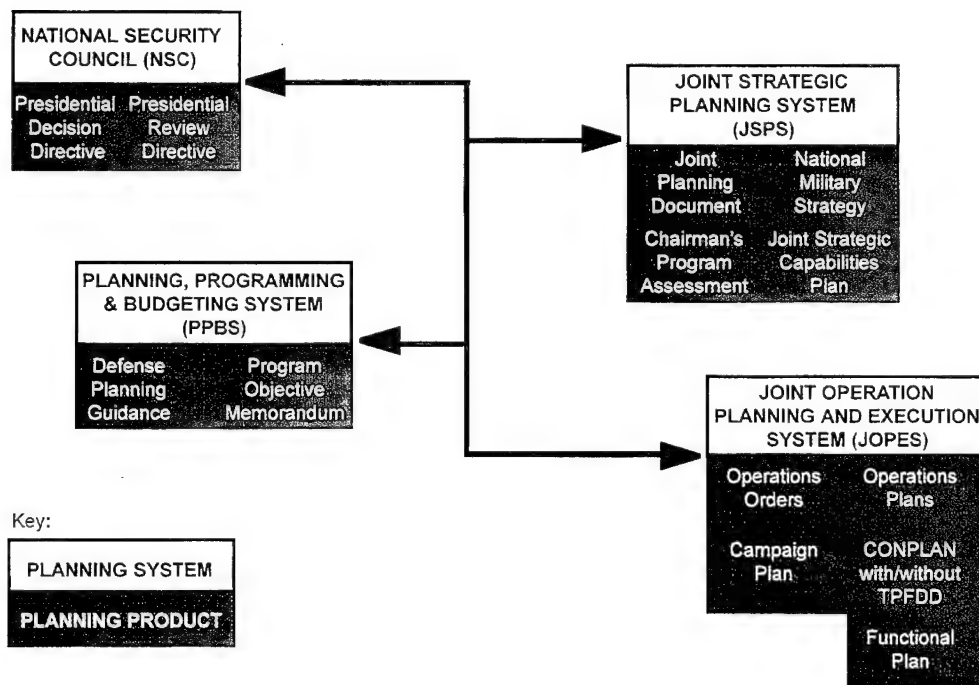 NATIONAL SECURITY
COUNCIL (NSC)
Presidential
Decision
Directive
Presidential
Review
Directive
JOINT STRATEGIC
PLANNING SYSTEM
(JSPS)
Joint
Planning
Document
National
Military
Strategy
Chairman's
Program
Assessment
Joint Strategic
Capabilities
Plan
PLANNING, PROGRAMMING
& BUDGETING SYSTEM
(PPBS)
Defense
Planning
Guidance
Program
Objective
Memorandum
JOINT OPERATION
PLANNING AND EXECUTION
SYSTEM (JOPES)
Operations
Orders
Operations
Plans
Campaign
Plan
CONPLAN
with/without
TPFDD
Functional
Plan
Key:
PLANNING SYSTEM
PLANNING PRODUCT